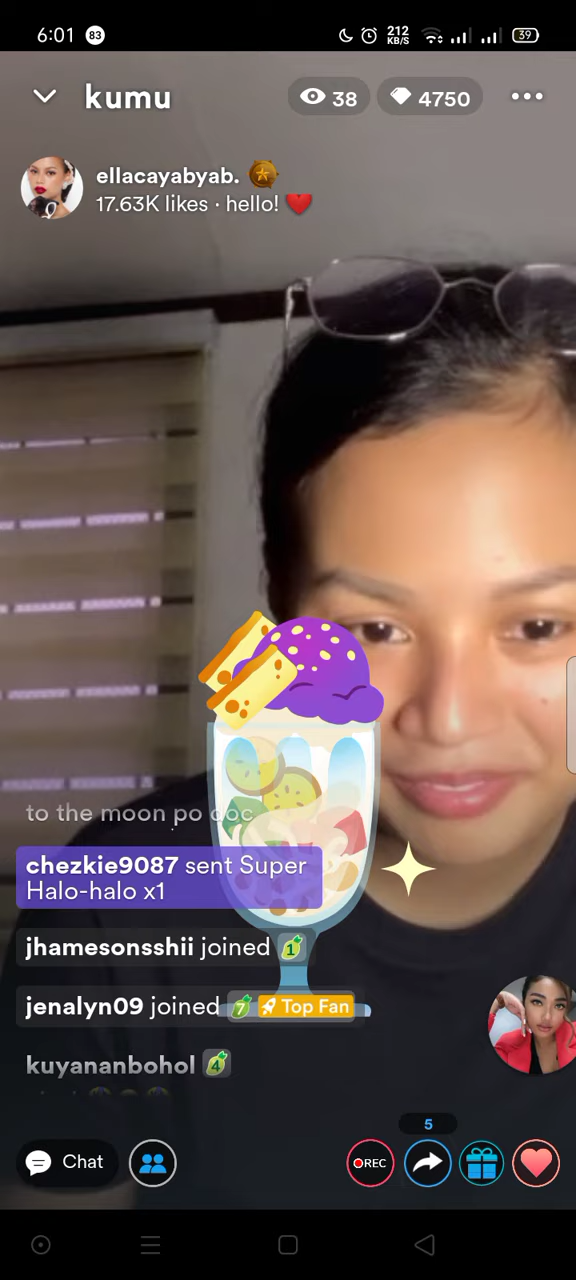 6:01 83 212 KB/S 39
kumu 38 4750
ellacayabyab.
17.63K likes · hello!
to the moon po doc
chezkie9087 sent Super
Halo-halo x1
jhamesonsshii joined 1
jenalyn09 joined 7 Top Fan
kuyananbohol 4
5
Chat REC